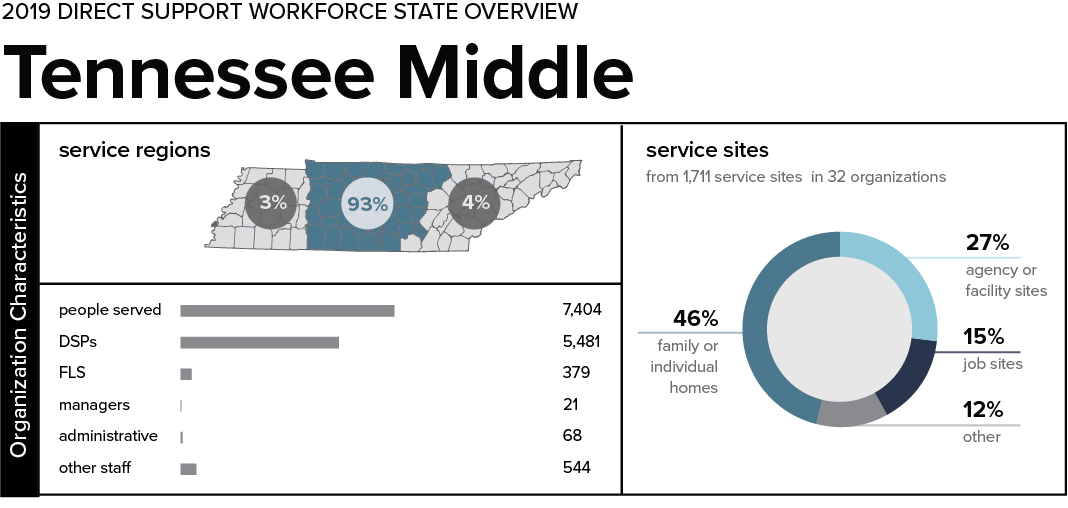 2019 DIRECT SUPPORT WORKFORCE STATE OVERVIEW
Tennessee Middle
Organization Characteristics
service regions
3%
93%
4%
people served 7,404
DSPs 5,481
FLS 379
managers 21
administrative 68
other staff 544
service sites
from 1,711 service sites in 32 organizations
27%
agency or
facility sites
46%
family or
individual
homes
15%
job sites
12%
other